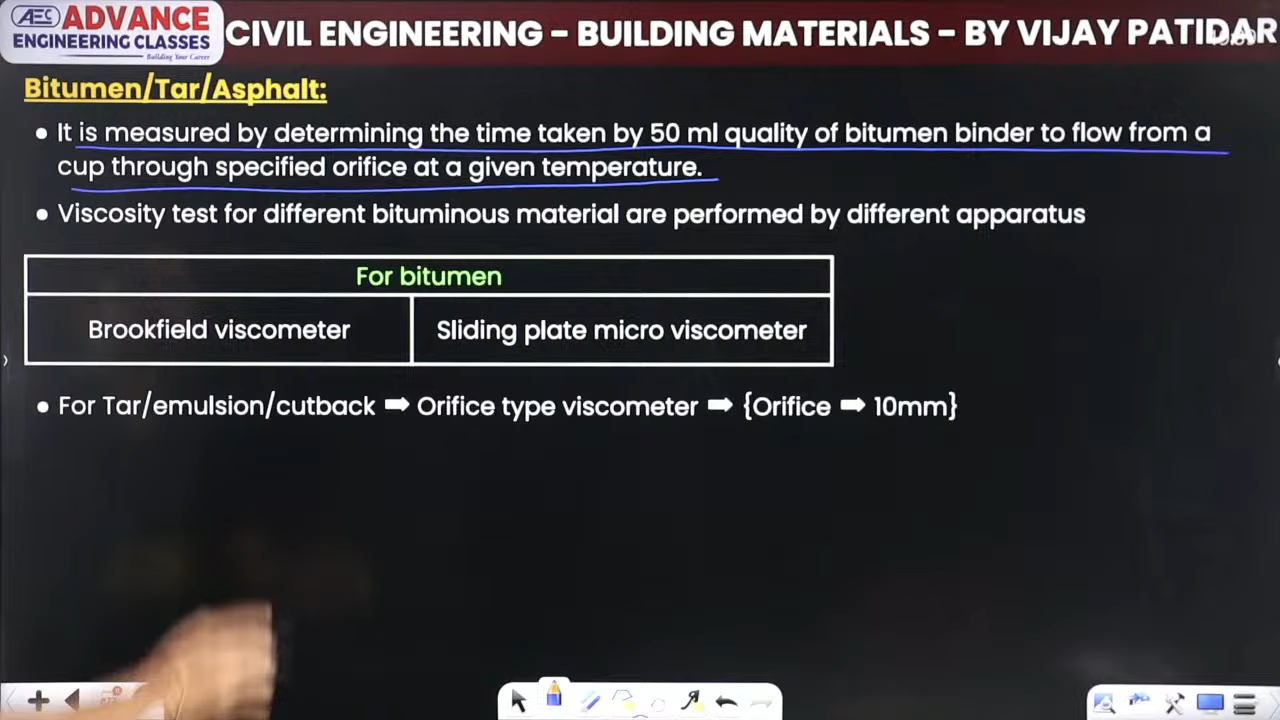 AEC ADVANCE
ENGINEERING CLASSES
Building Your Career
CIVIL ENGINEERING - BUILDING MATERIALS - BY VIJAY PATIDAR
Bitumen/Tar/Asphalt:
• It is measured by determining the time taken by 50 ml quality of bitumen binder to flow from a
cup through specified orifice at a given temperature.
• Viscosity test for different bituminous material are performed by different apparatus
For bitumen
Brookfield viscometer
Sliding plate micro viscometer
• For Tar/emulsion/cutback ➡ Orifice type viscometer ➡ {Orifice ➡ 10mm}